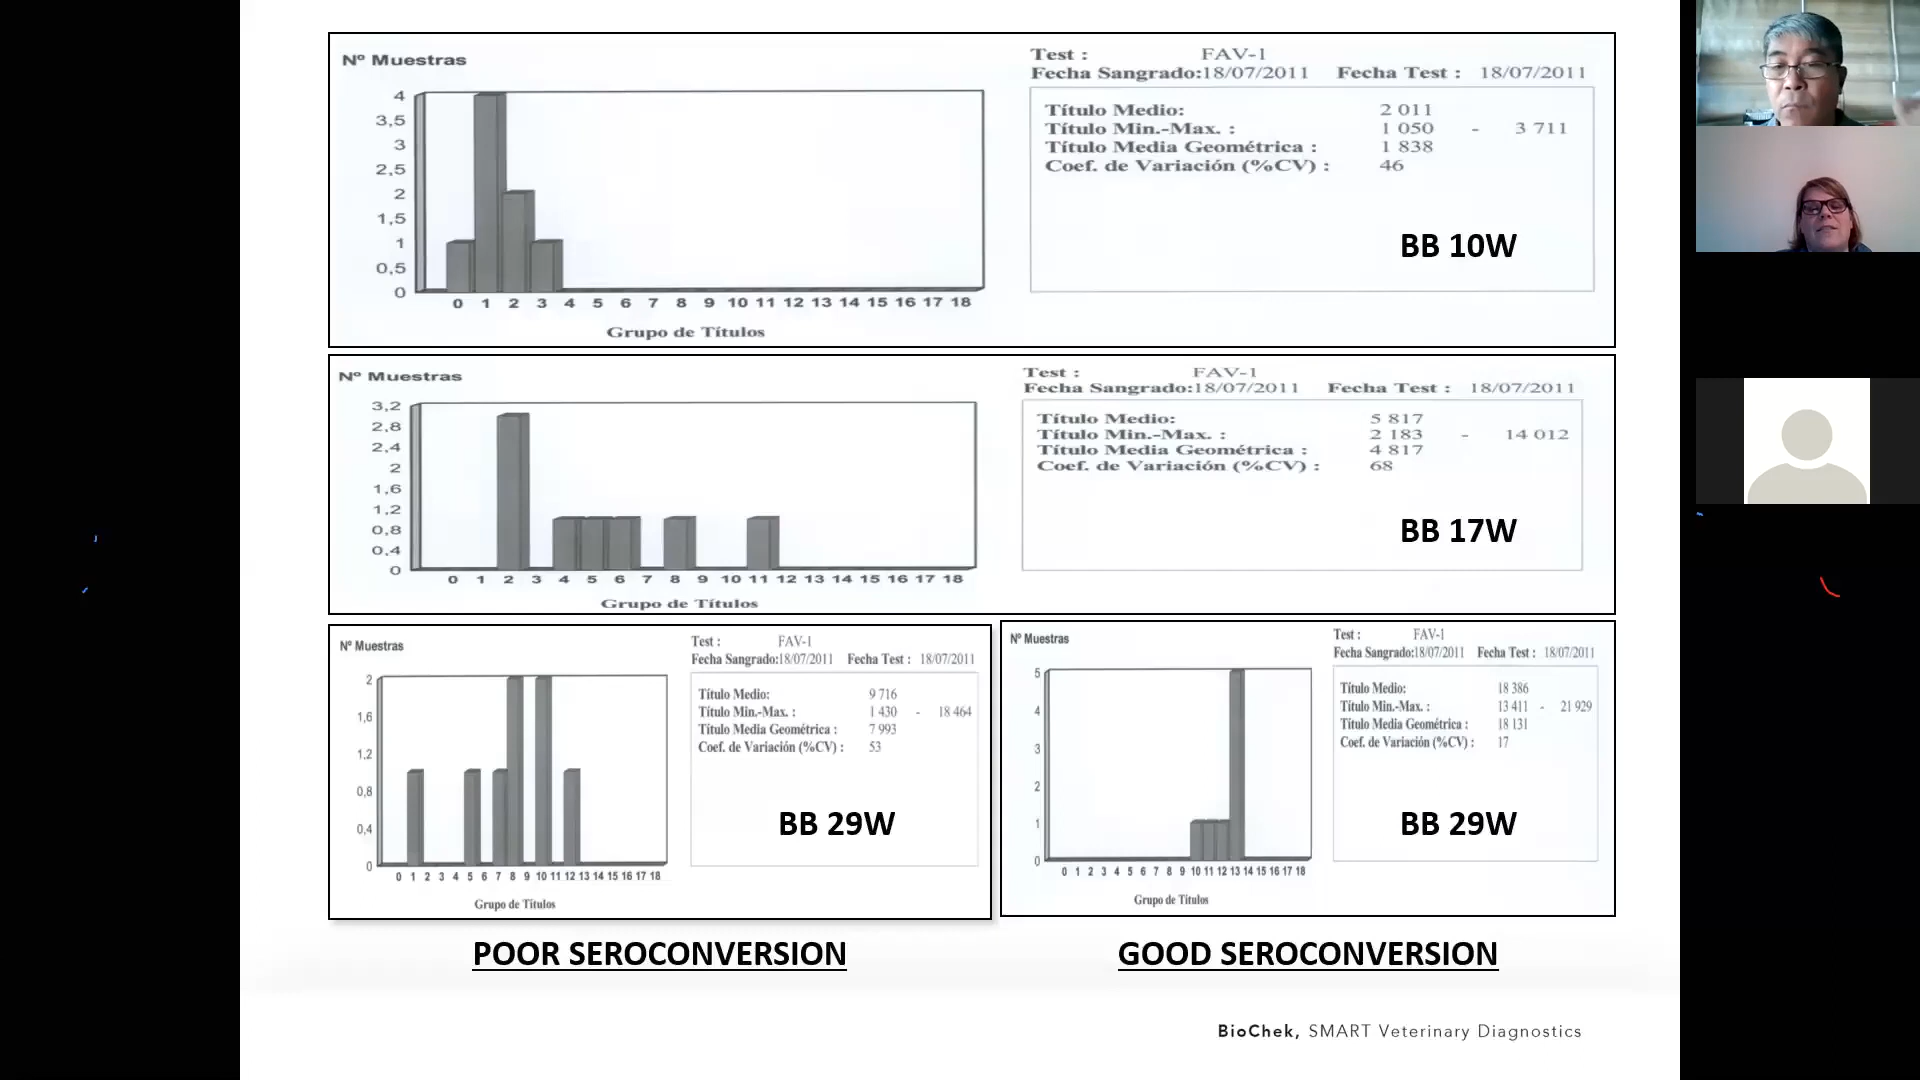 Nº Muestras
4
3,5
3
2,5
2
1,5
1
0,5
0
0 1 2 3 4 5 6 7 8 9 10 11 12 13 14 15 16 17 18
Grupo de Títulos
Test : FAV-1
Fecha Sangrado:18/07/2011 Fecha Test : 18/07/2011
Título Medio: 2 011
Título Min.-Max. : 1 050 - 3 711
Título Media Geométrica : 1 838
Coef. de Variación (%CV) : 46
BB 10W
Nº Muestras
3,2
2,8
2,4
2
1,6
1,2
0,8
0,4
0
0 1 2 3 4 5 6 7 8 9 10 11 12 13 14 15 16 17 18
Grupo de Títulos
Test : FAV-1
Fecha Sangrado:18/07/2011 Fecha Test : 18/07/2011
Título Medio: 5 817
Título Min.-Max. : 2 183 - 14 012
Título Media Geométrica : 4 817
Coef. de Variación (%CV) : 68
BB 17W
Nº Muestras
2
1,6
1,2
0,8
0,4
0
0 1 2 3 4 5 6 7 8 9 10 11 12 13 14 15 16 17 18
Grupo de Títulos
Test : FAV-1
Fecha Sangrado:18/07/2011 Fecha Test : 18/07/2011
Título Medio: 9 716
Título Min.-Max. : 1 430 - 18 464
Título Media Geométrica : 7 993
Coef. de Variación (%CV) : 53
BB 29W
POOR SEROCONVERSION
Nº Muestras
5
4
3
2
1
0
0 1 2 3 4 5 6 7 8 9 10 11 12 13 14 15 16 17 18
Grupo de Títulos
Test : FAV-1
Fecha Sangrado:18/07/2011 Fecha Test : 18/07/2011
Título Medio: 18 386
Título Min.-Max. : 13 411 - 21 929
Título Media Geométrica : 18 131
Coef. de Variación (%CV) : 17
BB 29W
GOOD SEROCONVERSION
BioChek, SMART Veterinary Diagnostics